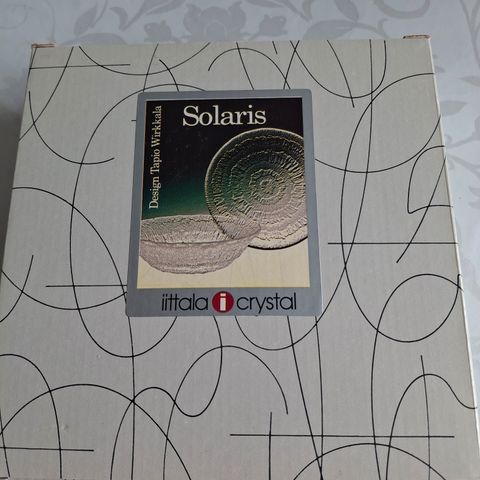 Solaris
Design Tapio Wirkkala
iittala i crystal